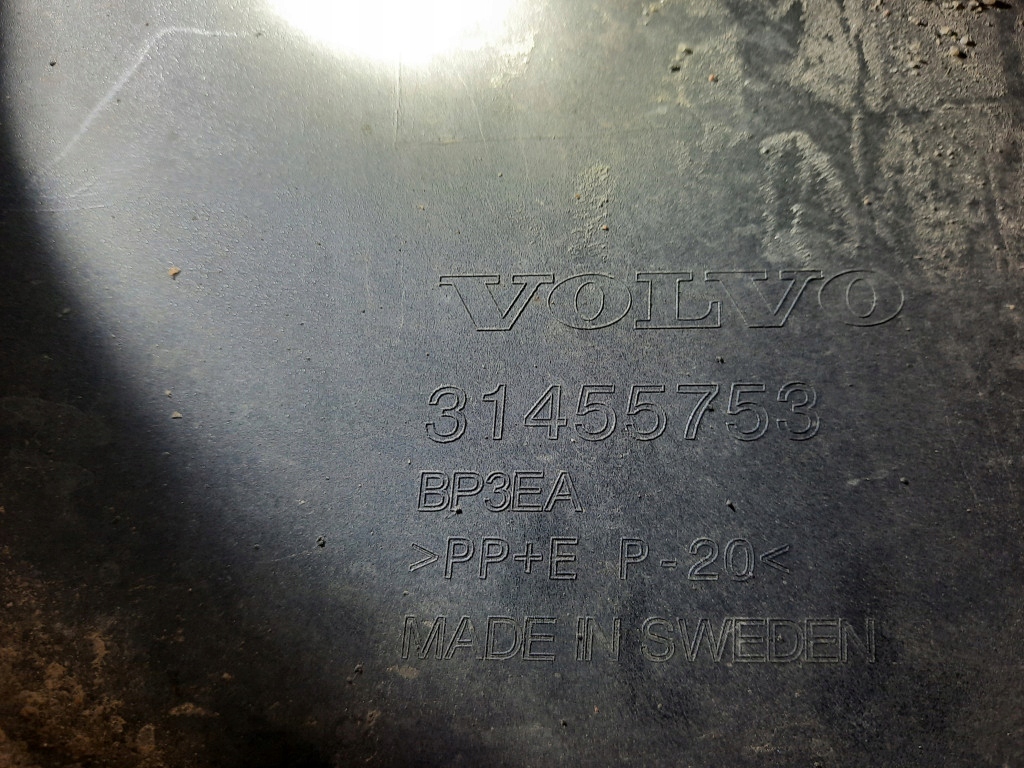 VOLVO
31455753
BP3EA
>PP+E P-20<
MADE IN SWEDEN